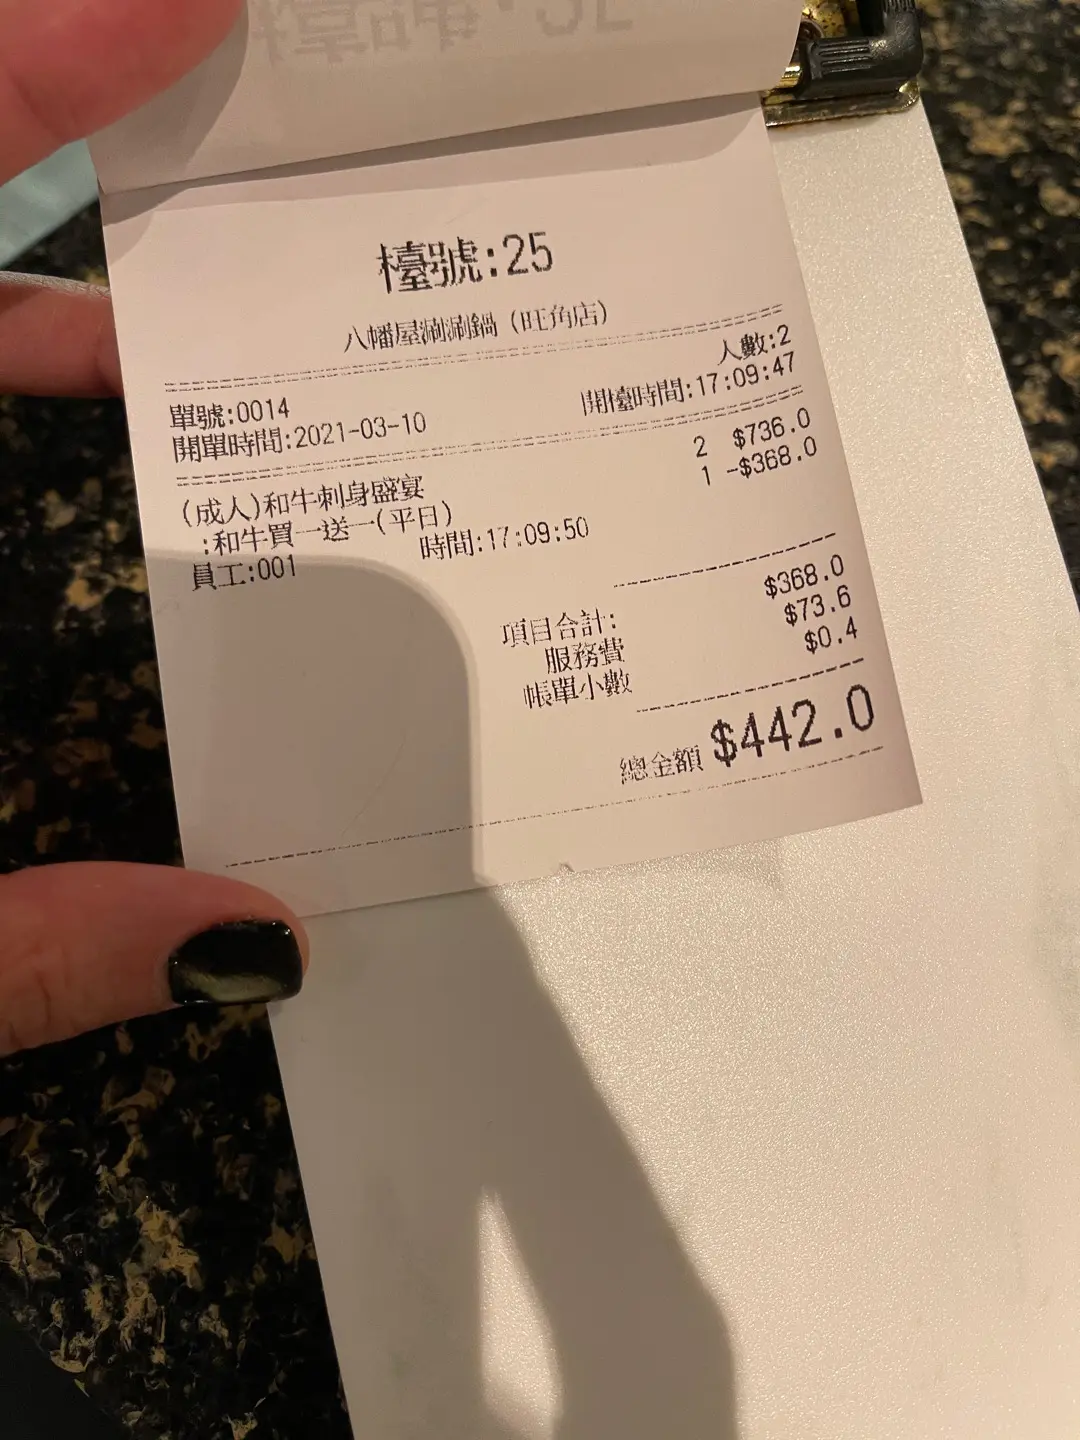 檯號:25
八幡屋涮涮鍋（旺角店）
人數:2
單號:0014
開檯時間:17:09:47
開單時間:2021-03-10
(成人)和牛刺身盛宴 2 $736.0
:和牛買一送一(平日) 1 -$368.0
員工:001 時間:17:09:50
項目合計: $368.0
服務費 $73.6
帳單小數 $0.4
總金額 $442.0